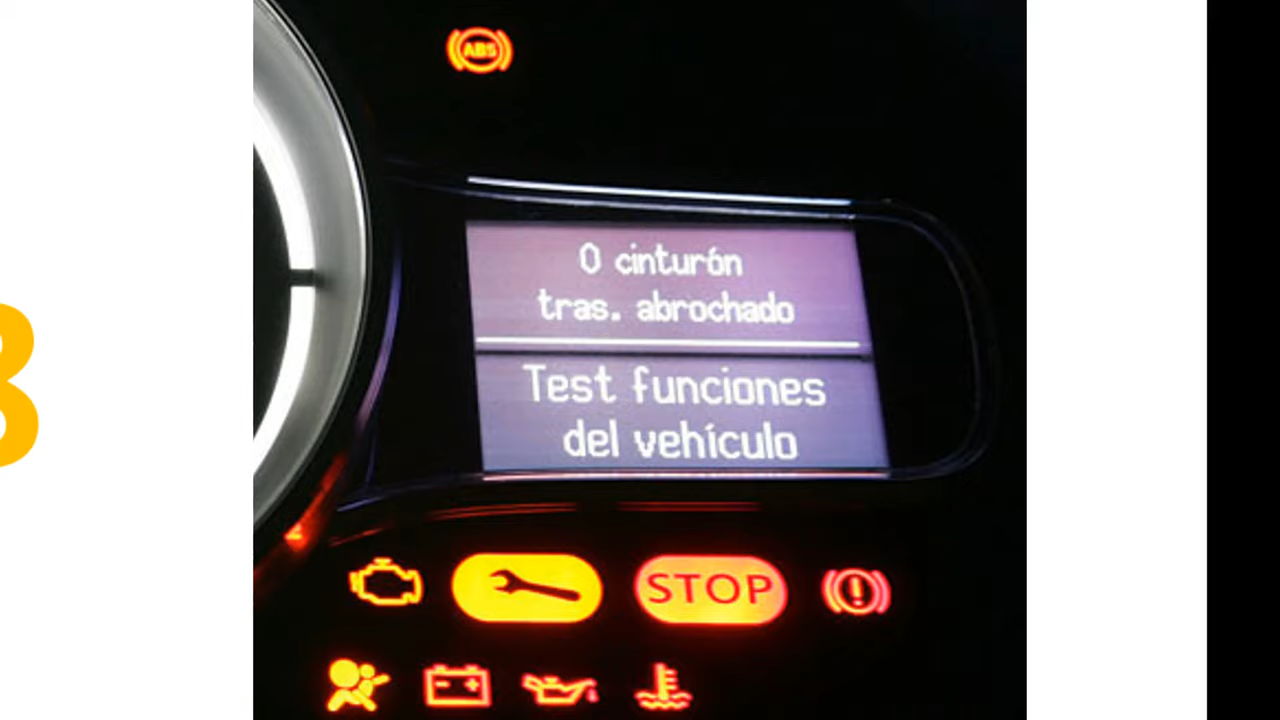 ABS
0 cinturón
tras. abrochado
Test funciones
del vehículo
STOP